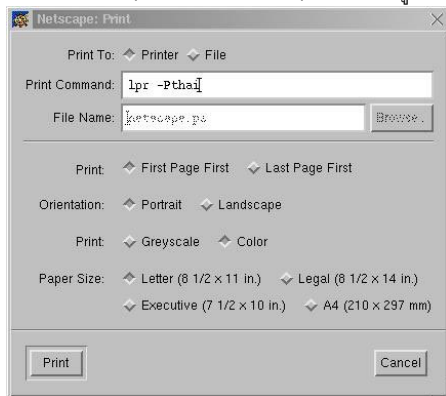 Netscape: Print
Print To: Printer File
Print Command: lpr -Pthai
File Name: netscape.ps Browse...
Print: First Page First Last Page First
Orientation: Portrait Landscape
Print: Greyscale Color
Paper Size: Letter (8 1/2 x 11 in.) Legal (8 1/2 x 14 in.)
Executive (7 1/2 x 10 in.) A4 (210 x 297 mm)
Print Cancel